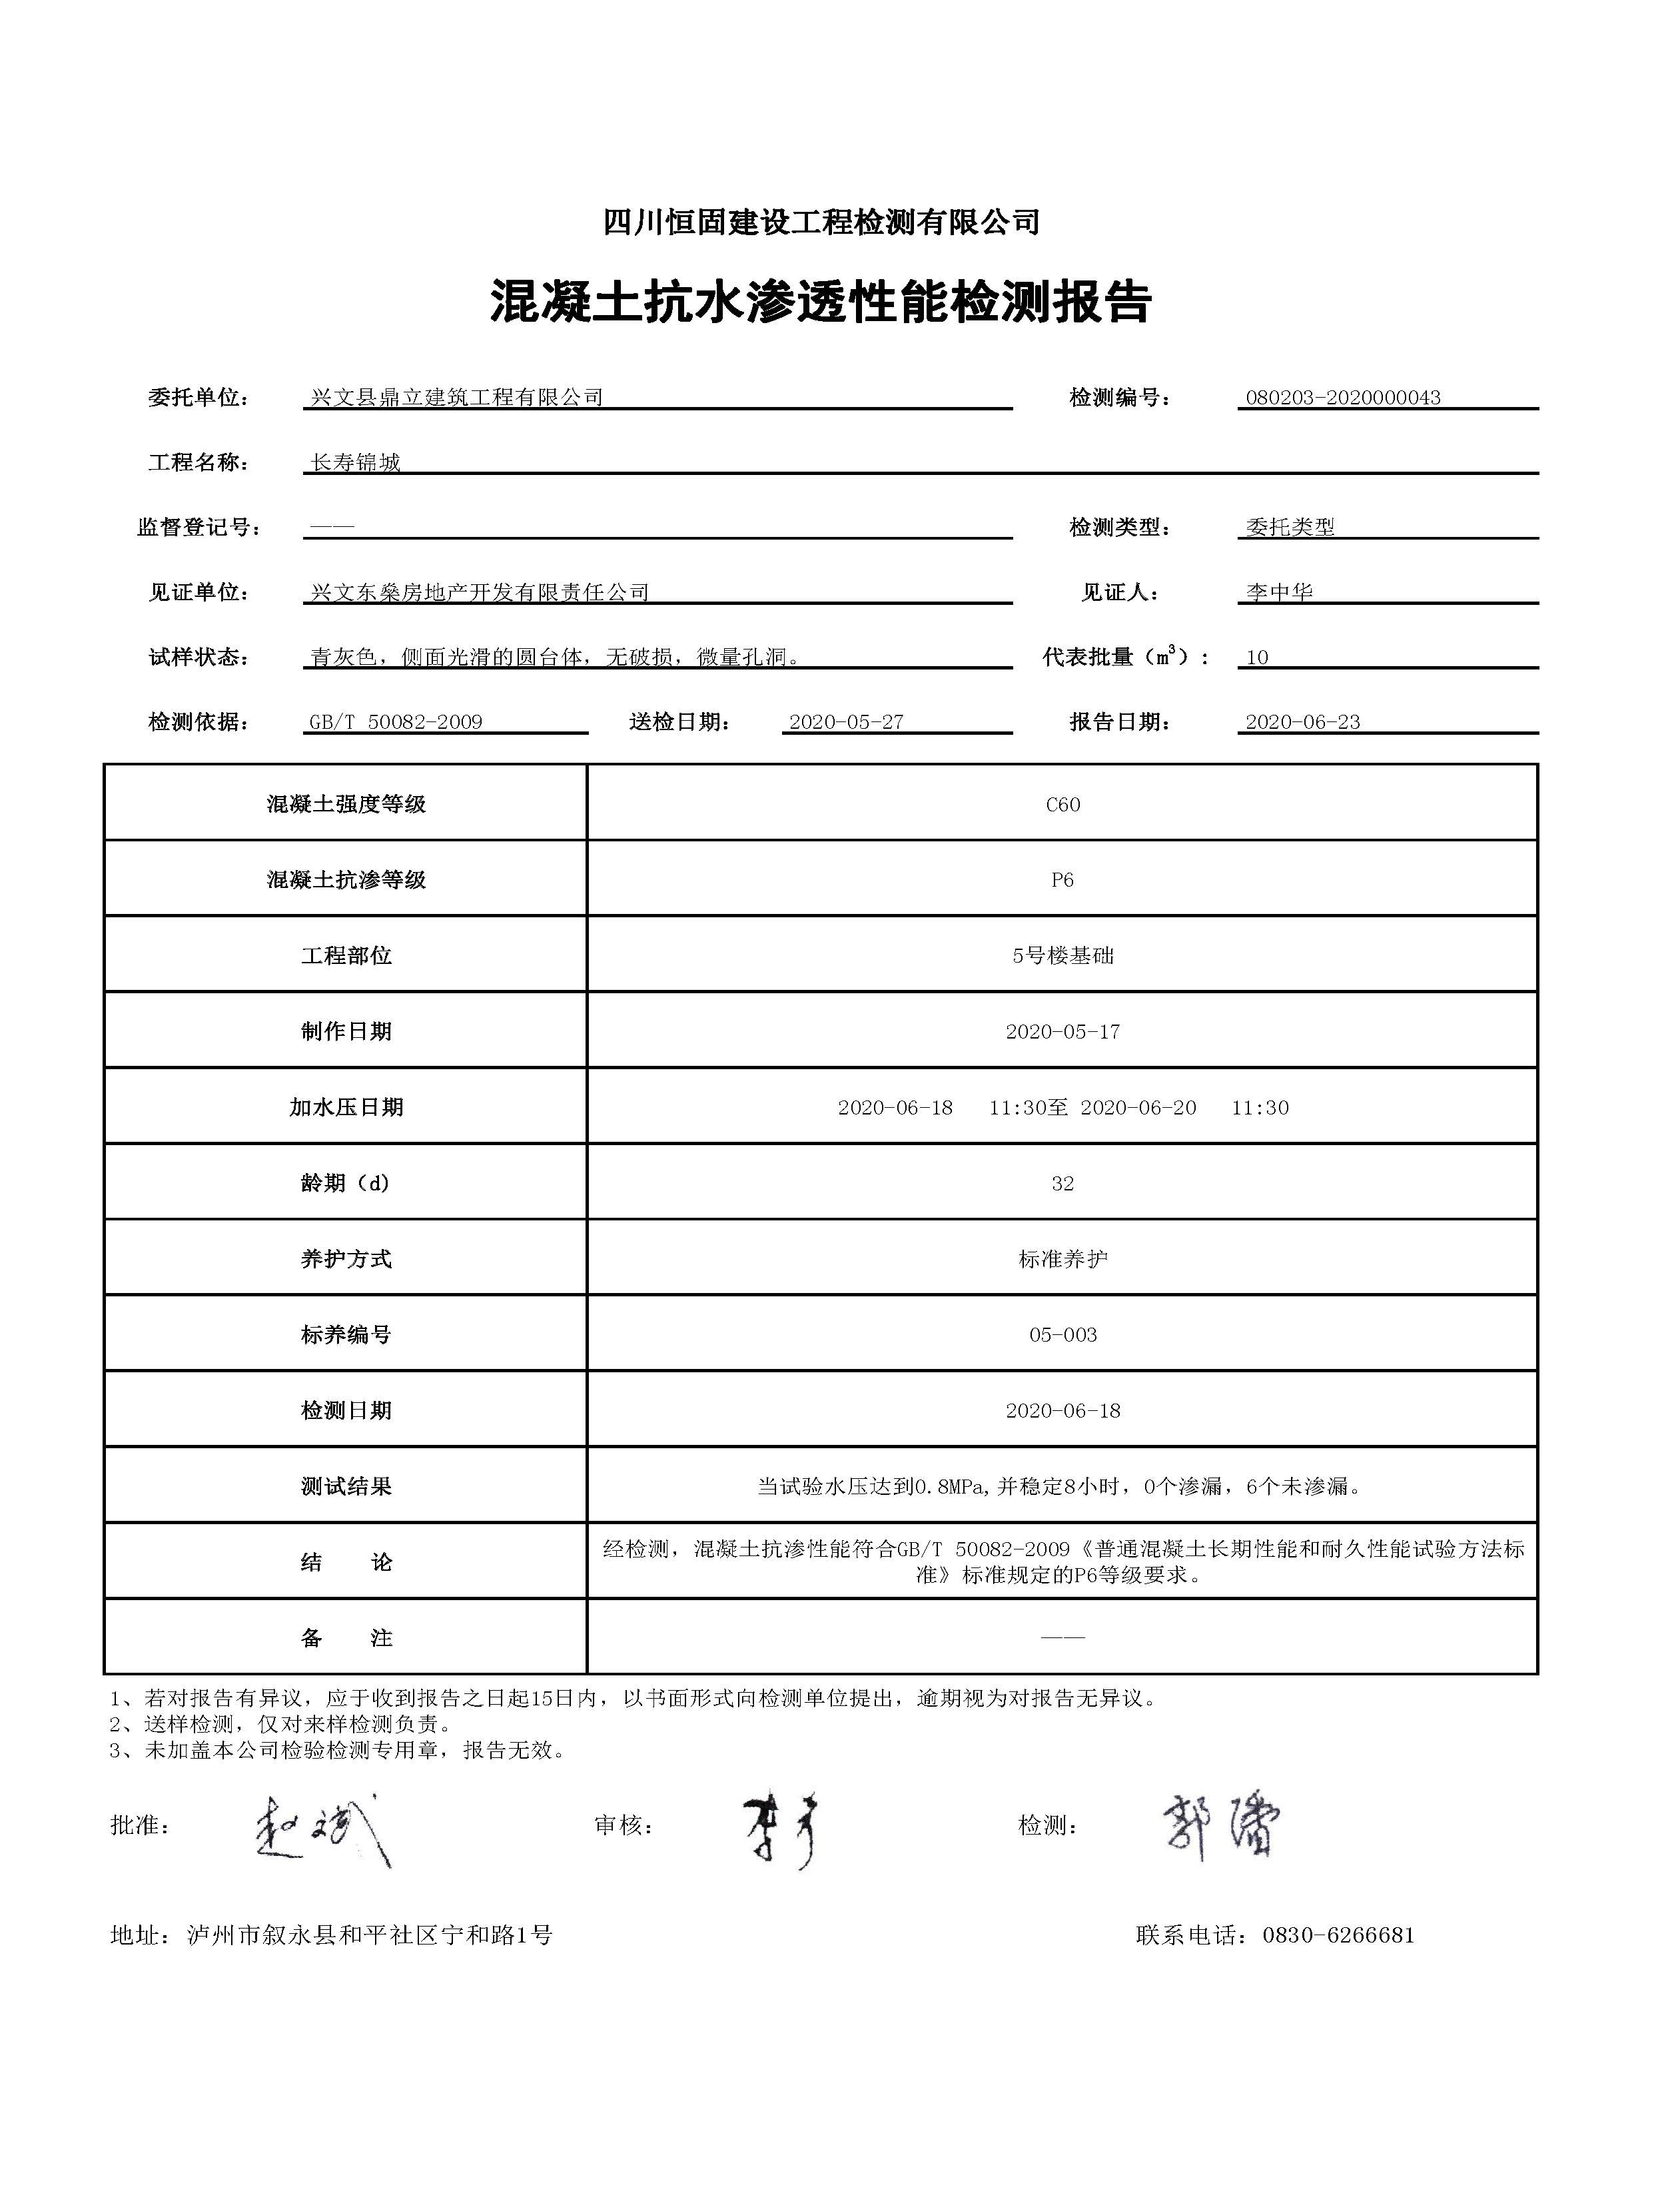 四川恒固建设工程检测有限公司
混凝土抗水渗透性能检测报告
委托单位: 兴文县鼎立建筑工程有限公司 检测编号: 080203-2020000043
工程名称: 长寿锦城
监督登记号: —— 检测类型: 委托类型
见证单位: 兴文东燊房地产开发有限责任公司 见证人: 李中华
试样状态: 青灰色，侧面光滑的圆台体，无破损，微量孔洞。 代表批量（m³）: 10
检测依据: GB/T 50082-2009 送检日期: 2020-05-27 报告日期: 2020-06-23
混凝土强度等级 C60
混凝土抗渗等级 P6
工程部位 5号楼基础
制作日期 2020-05-17
加水压日期 2020-06-18 11:30至 2020-06-20 11:30
龄期（d） 32
养护方式 标准养护
标养编号 05-003
检测日期 2020-06-18
测试结果 当试验水压达到0.8MPa,并稳定8小时，0个渗漏，6个未渗漏。
结 论 经检测，混凝土抗渗性能符合GB/T 50082-2009《普通混凝土长期性能和耐久性能试验方法标
准》标准规定的P6等级要求。
备 注 ——
1、若对报告有异议，应于收到报告之日起15日内，以书面形式向检测单位提出，逾期视为对报告无异议。
2、送样检测，仅对来样检测负责。
3、未加盖本公司检验检测专用章，报告无效。
批准: 审核: 检测:
地址: 泸州市叙永县和平社区宁和路1号 联系电话: 0830-6266681